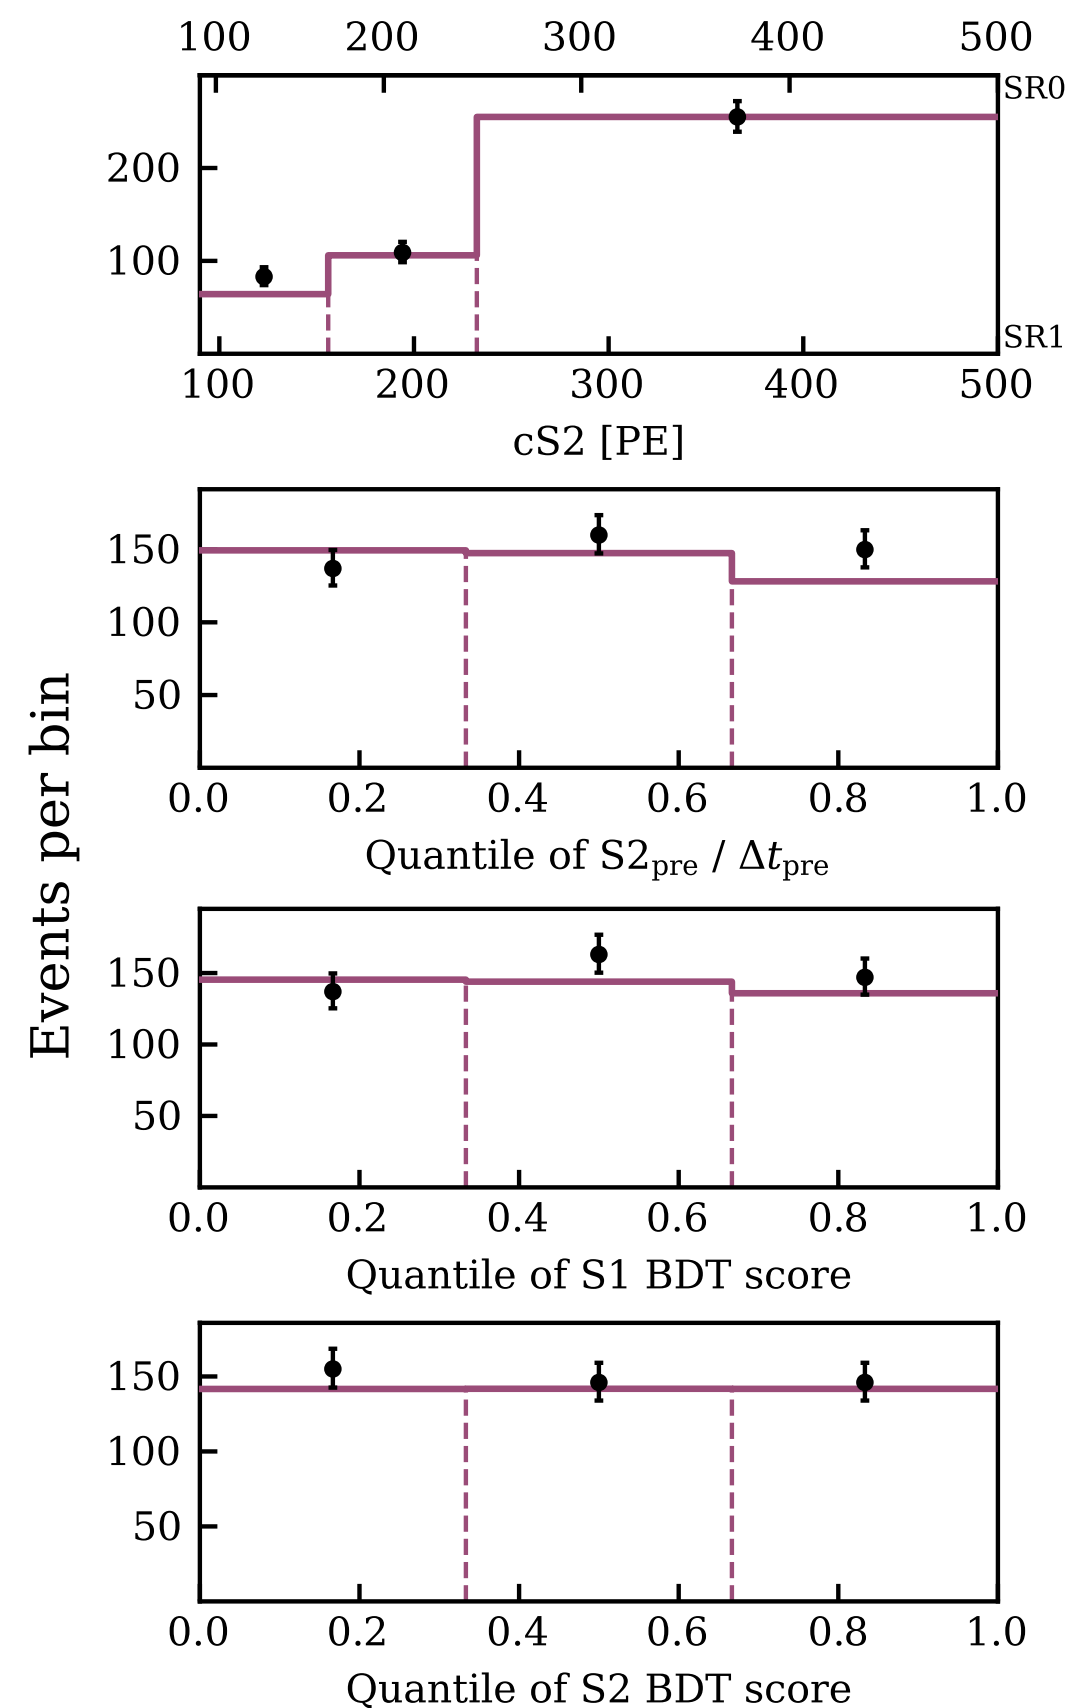 100 200 300 400 500
SR0
200
100
SR1
100 200 300 400 500
cS2 [PE]
150
100
50
0.0 0.2 0.4 0.6 0.8 1.0
Quantile of S2pre / Δtpre
Events per bin
150
100
50
0.0 0.2 0.4 0.6 0.8 1.0
Quantile of S1 BDT score
150
100
50
0.0 0.2 0.4 0.6 0.8 1.0
Quantile of S2 BDT score